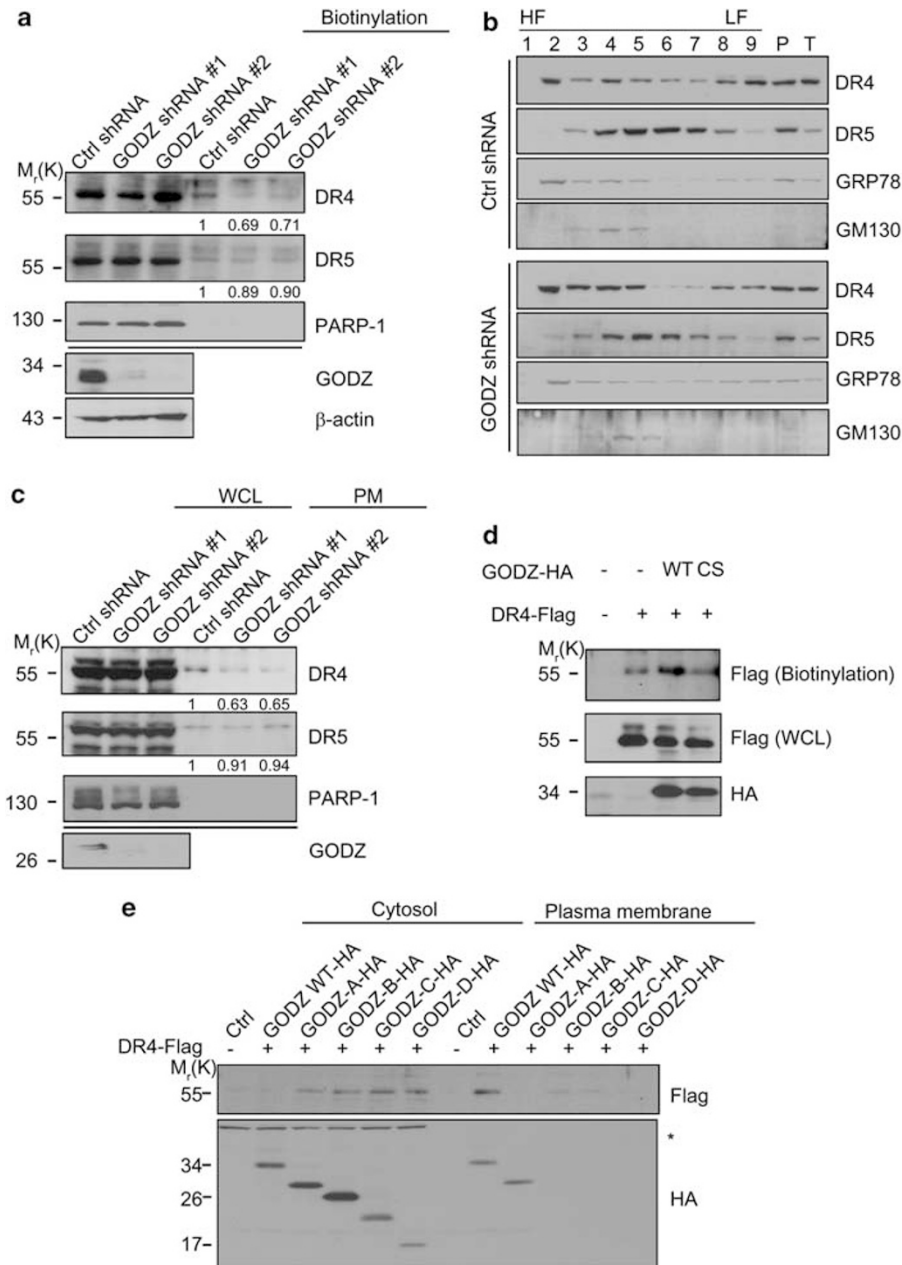 a
Biotinylation
Ctrl shRNA
GODZ shRNA #1
GODZ shRNA #2
Ctrl shRNA
GODZ shRNA #1
GODZ shRNA #2
Mr(K)
55
DR4
1 0.69 0.71
55
DR5
1 0.89 0.90
130
PARP-1
34
GODZ
43
β-actin
b
HF LF
1 2 3 4 5 6 7 8 9 P T
Ctrl shRNA
DR4
DR5
GRP78
GM130
GODZ shRNA
DR4
DR5
GRP78
GM130
c
WCL PM
Ctrl shRNA
GODZ shRNA #1
GODZ shRNA #2
Ctrl shRNA
GODZ shRNA #1
GODZ shRNA #2
Mr(K)
55
DR4
1 0.63 0.65
55
DR5
1 0.91 0.94
130
PARP-1
26
GODZ
d
GODZ-HA - - WT CS
DR4-Flag - + + +
Mr(K)
55 Flag (Biotinylation)
55 Flag (WCL)
34 HA
e
Cytosol Plasma membrane
Ctrl
GODZ WT-HA
GODZ-A-HA
GODZ-B-HA
GODZ-C-HA
GODZ-D-HA
Ctrl
GODZ WT-HA
GODZ-A-HA
GODZ-B-HA
GODZ-C-HA
GODZ-D-HA
DR4-Flag - + + + + + - + + + + +
Mr(K)
55 Flag
*
34
26 HA
17